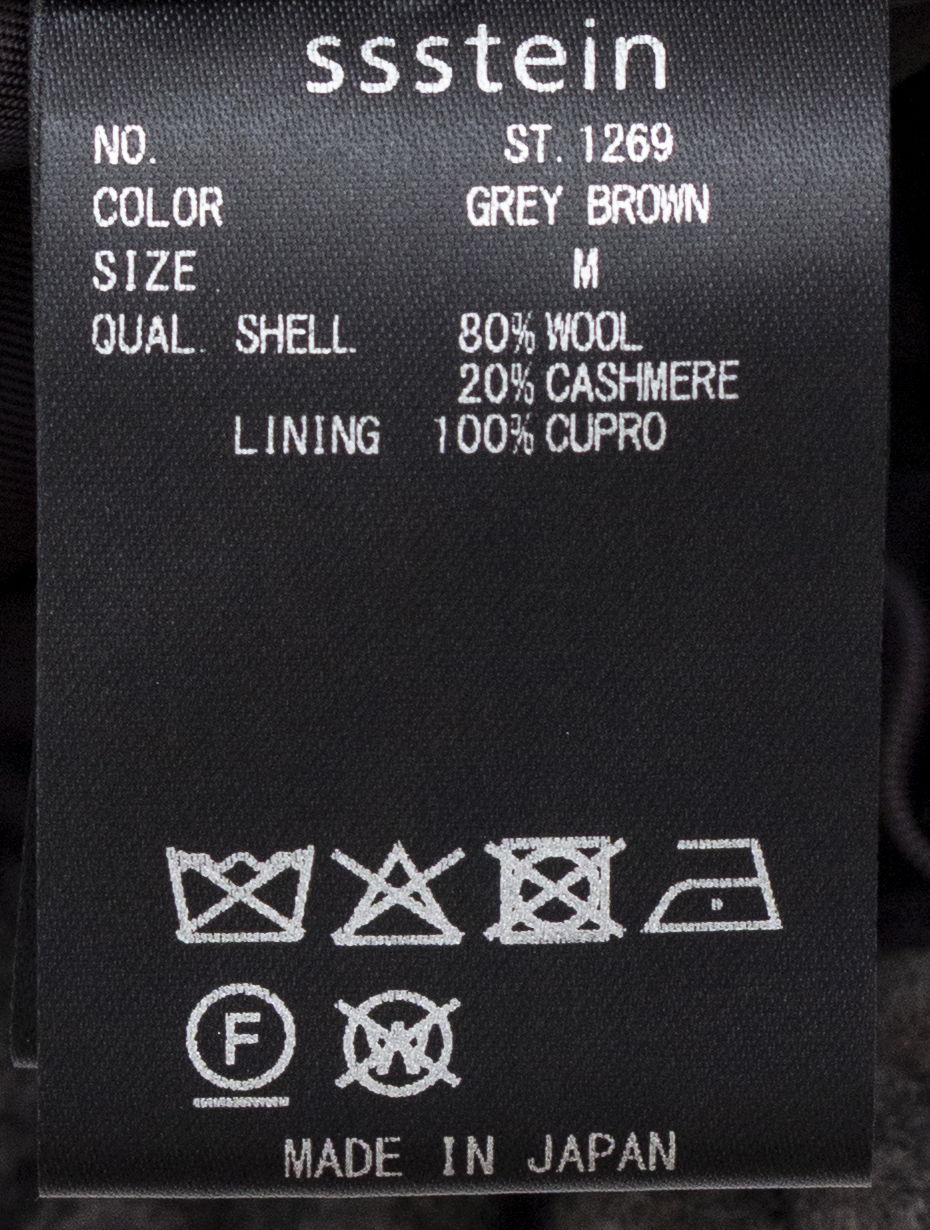 ssstein
NO. ST. 1269
COLOR GREY BROWN
SIZE M
QUAL. SHELL 80% WOOL
20% CASHMERE
LINING 100% CUPRO
F W
MADE IN JAPAN